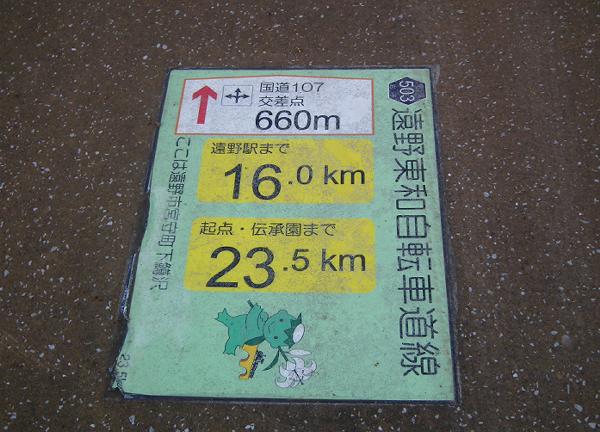 国道107
交差点
660m
503
遠野東和自転車道線
遠野駅まで
16.0 km
起点・伝承園まで
23.5 km
ここは遠野市宮守町下鱒沢
23.5